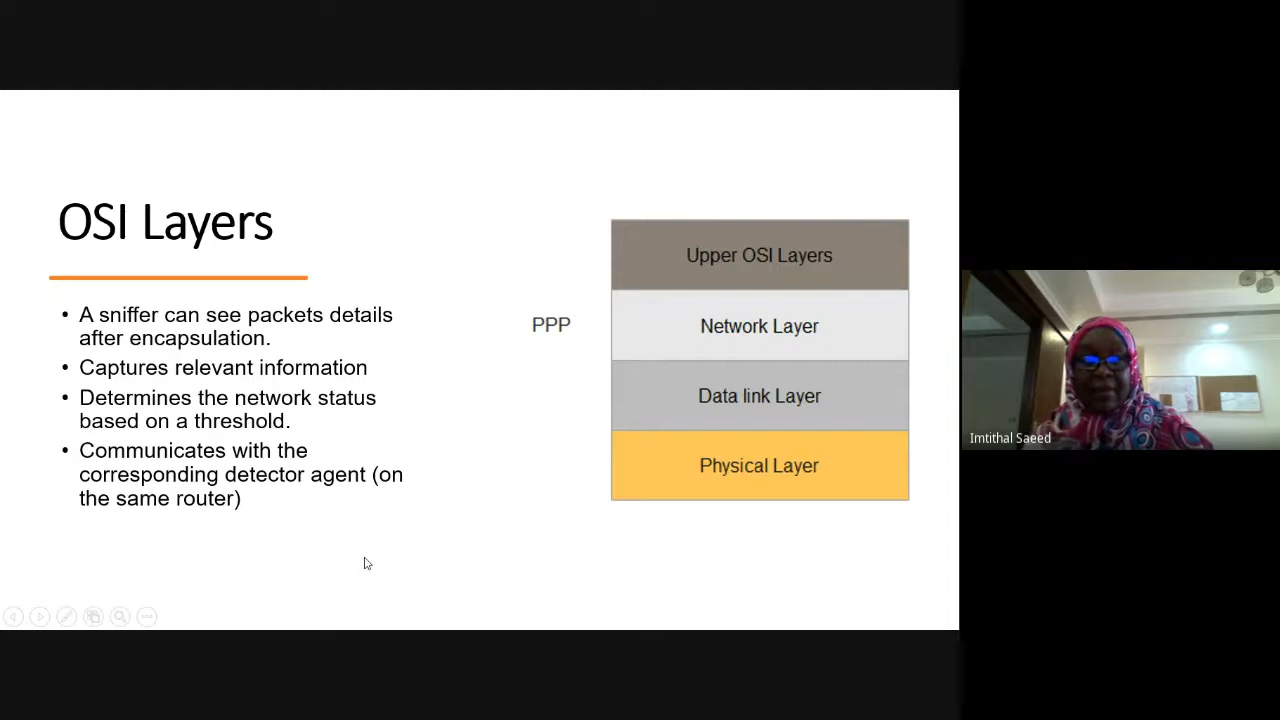 OSI Layers
• A sniffer can see packets details
after encapsulation.
• Captures relevant information
• Determines the network status
based on a threshold.
• Communicates with the
corresponding detector agent (on
the same router)
PPP
Upper OSI Layers
Network Layer
Data link Layer
Physical Layer
Imtithal Saeed